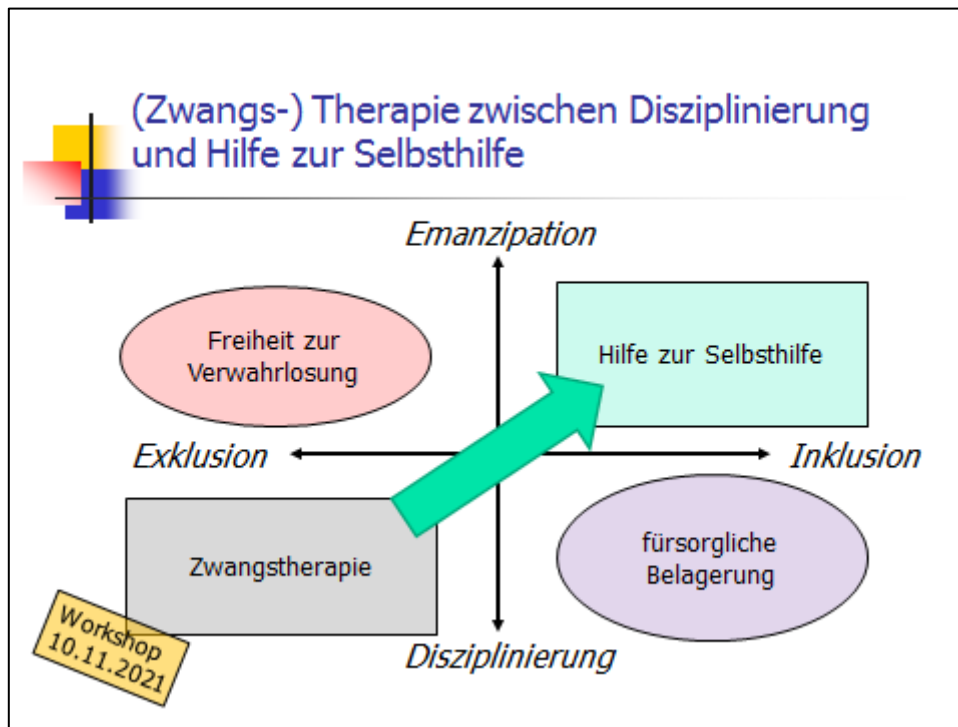 (Zwangs-) Therapie zwischen Disziplinierung
und Hilfe zur Selbsthilfe
Emanzipation
Freiheit zur
Verwahrlosung
Hilfe zur Selbsthilfe
Exklusion
Inklusion
Zwangstherapie
fürsorgliche
Belagerung
Workshop
10.11.2021
Disziplinierung